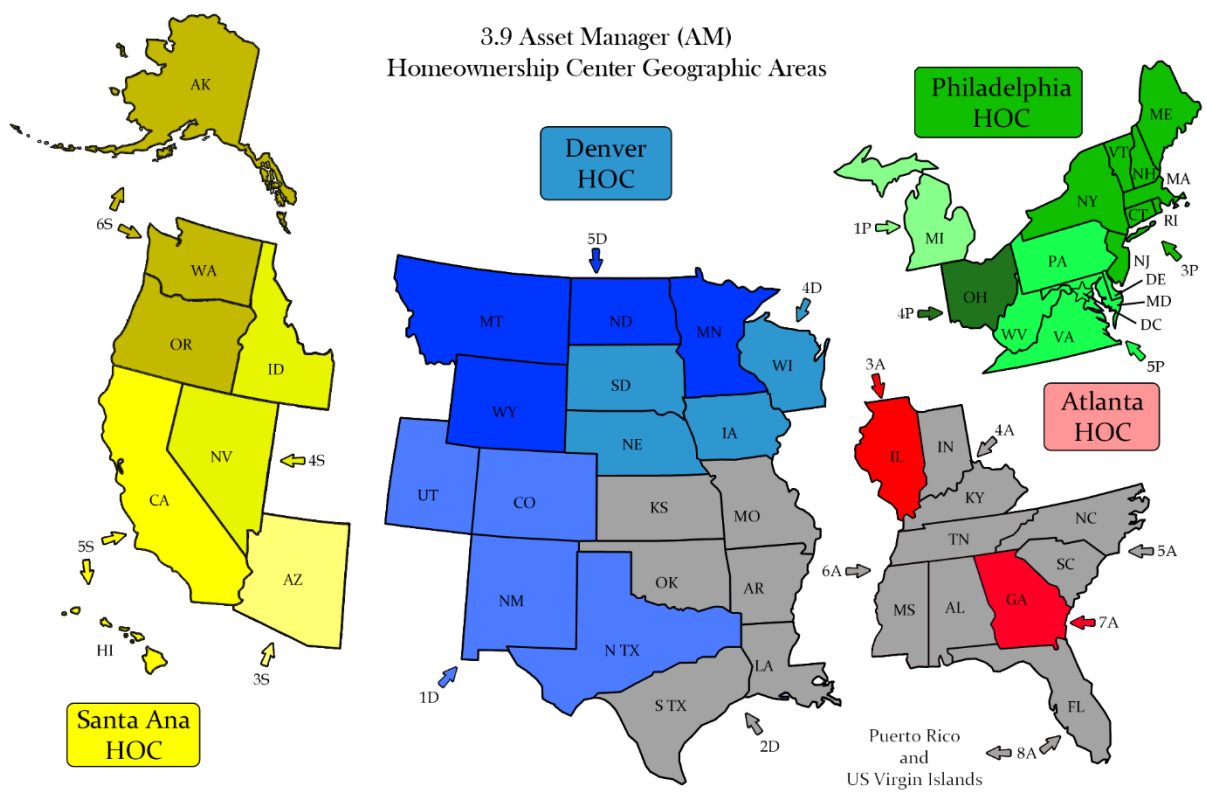 3.9 Asset Manager (AM)
Homeownership Center Geographic Areas
AK
6S
WA
OR
ID
NV
4S
CA
5S
AZ
HI
3S
Santa Ana
HOC
Denver
HOC
5D
4D
MT
ND
MN
WI
SD
WY
NE
IA
UT
CO
KS
MO
OK
AR
NM
N TX
LA
S TX
1D
2D
Philadelphia
HOC
ME
VT
NH
MA
NY
CT
RI
1P
MI
3P
PA
NJ
DE
OH
MD
4P
DC
WV
VA
5P
Atlanta
HOC
3A
4A
IL
IN
KY
NC
TN
5A
SC
6A
MS
AL
GA
7A
FL
8A
Puerto Rico
and
US Virgin Islands